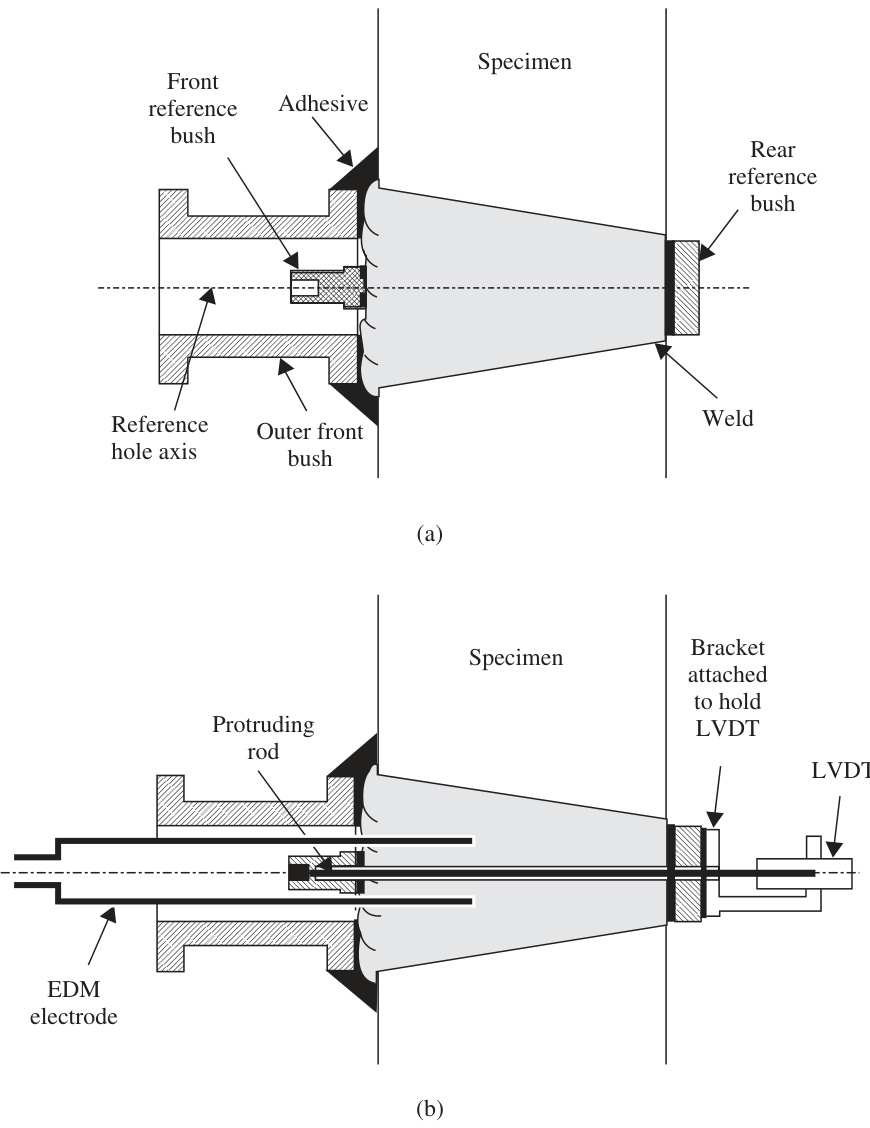 Specimen
Front
reference
bush
Adhesive
Rear
reference
bush
Reference
hole axis
Outer front
bush
Weld
(a)
Specimen
Bracket
attached
to hold
LVDT
Protruding
rod
LVDT
EDM
electrode
(b)